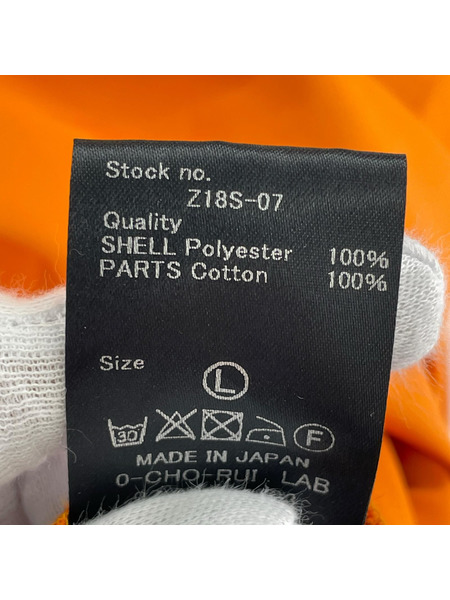 Stock no.
Z18S-07
Quality
SHELL Polyester 100%
PARTS Cotton 100%
Size L
30 F
MADE IN JAPAN
O-CHO-RUI LAB